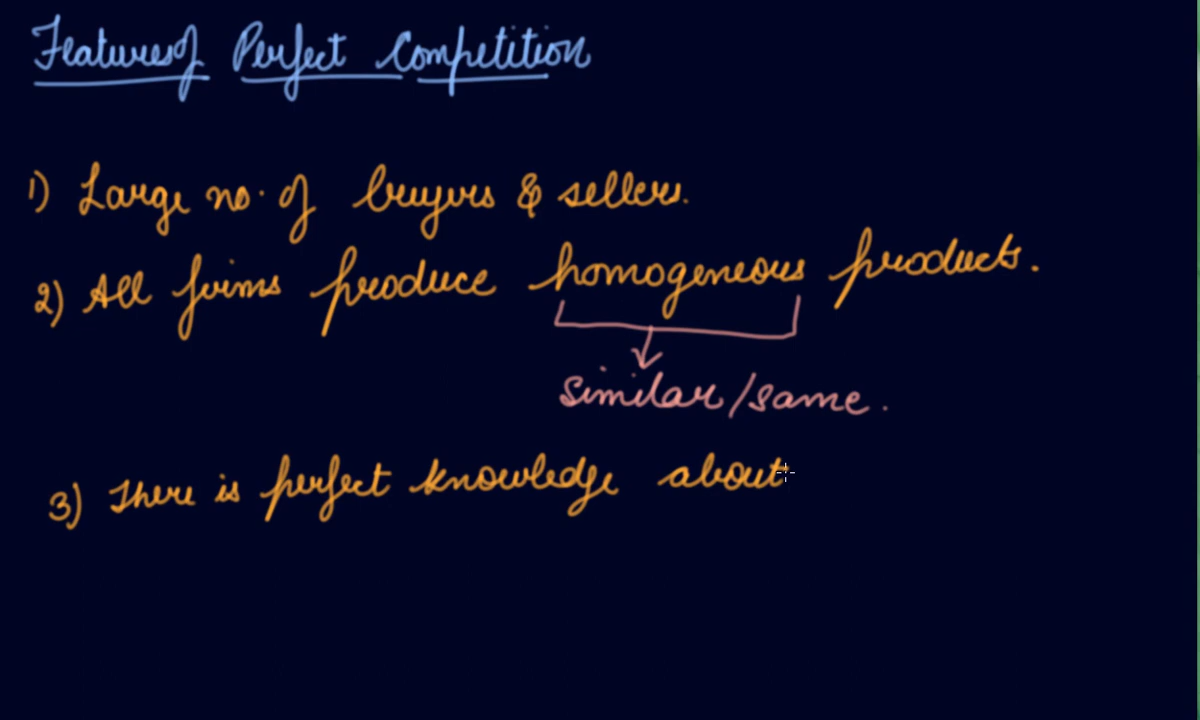 Features of Perfect Competition
1) Large no. of buyers & sellers.
2) All firms produce homogeneous products.
similar/same.
3) There is perfect knowledge about